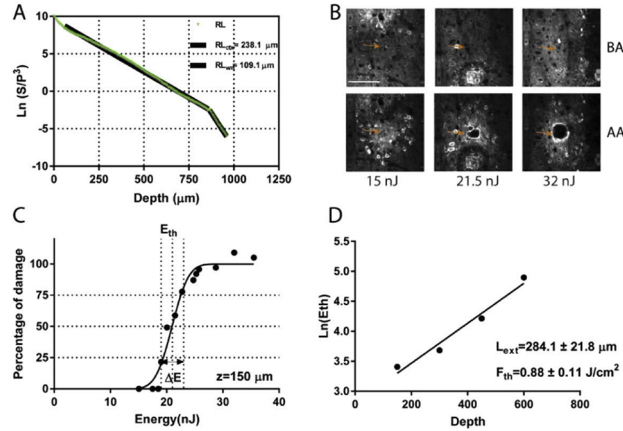 A
Ln (S/P³)
10
5
0
-5
-10
0
250
500
750
1000
1250
Depth (μm)
RL
RLctx= 238.1 μm
RLwm= 109.1 μm
B
BA
AA
15 nJ
21.5 nJ
32 nJ
C
Eth
Percentage of damage
100
75
50
25
0
0
10
20
30
40
ΔE
z=150 μm
Energy(nJ)
D
Ln(Eth)
5.5
5.0
4.5
4.0
3.5
3.0
0
200
400
600
800
Depth
Lext=284.1 ± 21.8 μm
Fth=0.88 ± 0.11 J/cm²